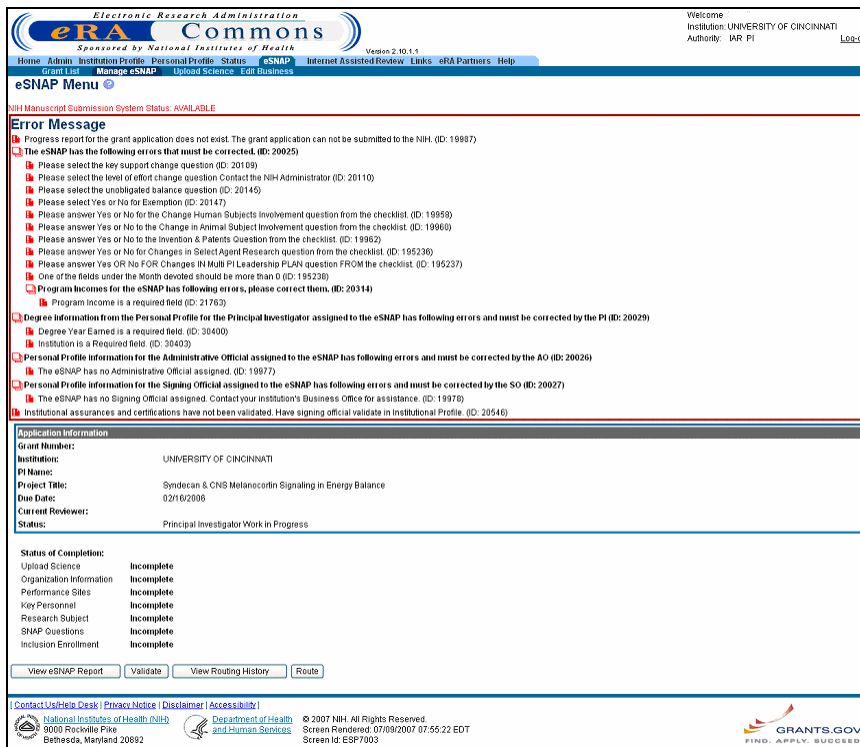 Electronic Research Administration
eRA Commons
Sponsored by National Institutes of Health
Version 2.10.1.1
Welcome
Institution: UNIVERSITY OF CINCINNATI
Authority: IAR PI
Log-o
Home Admin Institution Profile Personal Profile Status eSNAP Internet Assisted Review Links eRA Partners Help
Grant List Manage eSNAP Upload Science Edit Business
eSNAP Menu ?
NIH Manuscript Submission System Status: AVAILABLE
Error Message
Progress report for the grant application does not exist. The grant application can not be submitted to the NIH. (ID: 19987)
The eSNAP has the following errors that must be corrected. (ID: 20025)
Please select the key support change question (ID: 20109)
Please select the level of effort change question Contact the NIH Administrator (ID: 20110)
Please select the unobligated balance question (ID: 20145)
Please select Yes or No for Exemption (ID: 20147)
Please answer Yes or No for the Change Human Subjects Involvement question from the checklist. (ID: 19958)
Please answer Yes or No to the Change in Animal Subject Involvement question from the checklist. (ID: 19960)
Please answer Yes or No to the Invention & Patents Question from the checklist. (ID: 19962)
Please answer Yes or No for Changes in Select Agent Research question from the checklist. (ID: 195236)
Please answer Yes OR No FOR Changes IN Multi PI Leadership PLAN question FROM the checklist. (ID: 195237)
One of the fields under the Month devoted should be more than 0 (ID: 195238)
Program Incomes for the eSNAP has following errors, please correct them. (ID: 20314)
Program Income is a required field (ID: 21763)
Degree information from the Personal Profile for the Principal Investigator assigned to the eSNAP has following errors and must be corrected by the PI (ID: 20029)
Degree Year Earned is a required field. (ID: 30400)
Institution is a Required field. (ID: 30403)
Personal Profile information for the Administrative Official assigned to the eSNAP has following errors and must be corrected by the AO (ID: 20026)
The eSNAP has no Administrative Official assigned. (ID: 19977)
Personal Profile information for the Signing Official assigned to the eSNAP has following errors and must be corrected by the SO (ID: 20027)
The eSNAP has no Signing Official assigned. Contact your institution's Business Office for assistance. (ID: 19978)
Institutional assurances and certifications have not been validated. Have signing official validate in Institutional Profile. (ID: 20546)
Application Information
Grant Number:
Institution: UNIVERSITY OF CINCINNATI
PI Name:
Project Title: Syndecan & CNS Melanocortin Signaling in Energy Balance
Due Date: 02/16/2006
Current Reviewer:
Status: Principal Investigator Work in Progress
Status of Completion:
Upload Science Incomplete
Organization Information Incomplete
Performance Sites Incomplete
Key Personnel Incomplete
Research Subject Incomplete
SNAP Questions Incomplete
Inclusion Enrollment Incomplete
View eSNAP Report Validate View Routing History Route
[ Contact Us/Help Desk | Privacy Notice | Disclaimer | Accessibility ]
National Institutes of Health (NIH)
9000 Rockville Pike
Bethesda, Maryland 20892
Department of Health
and Human Services
© 2007 NIH. All Rights Reserved.
Screen Rendered: 07/09/2007 07:55:22 EDT
Screen Id: ESP7003
GRANTS.GOV
FIND. APPLY. SUCCEED